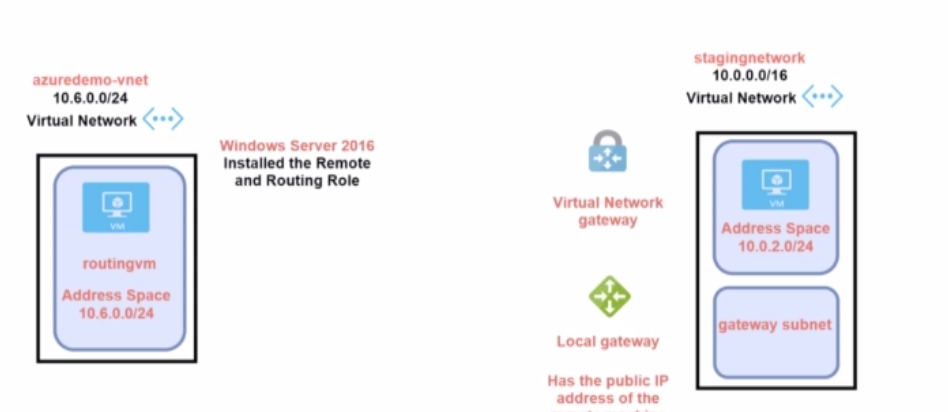 azuredemo-vnet
10.6.0.0/24
Virtual Network
VM
routingvm
Address Space
10.6.0.0/24
Windows Server 2016
Installed the Remote
and Routing Role
Virtual Network
gateway
Local gateway
Has the public IP
address of the
stagingnetwork
10.0.0.0/16
Virtual Network
VM
Address Space
10.0.2.0/24
gateway subnet